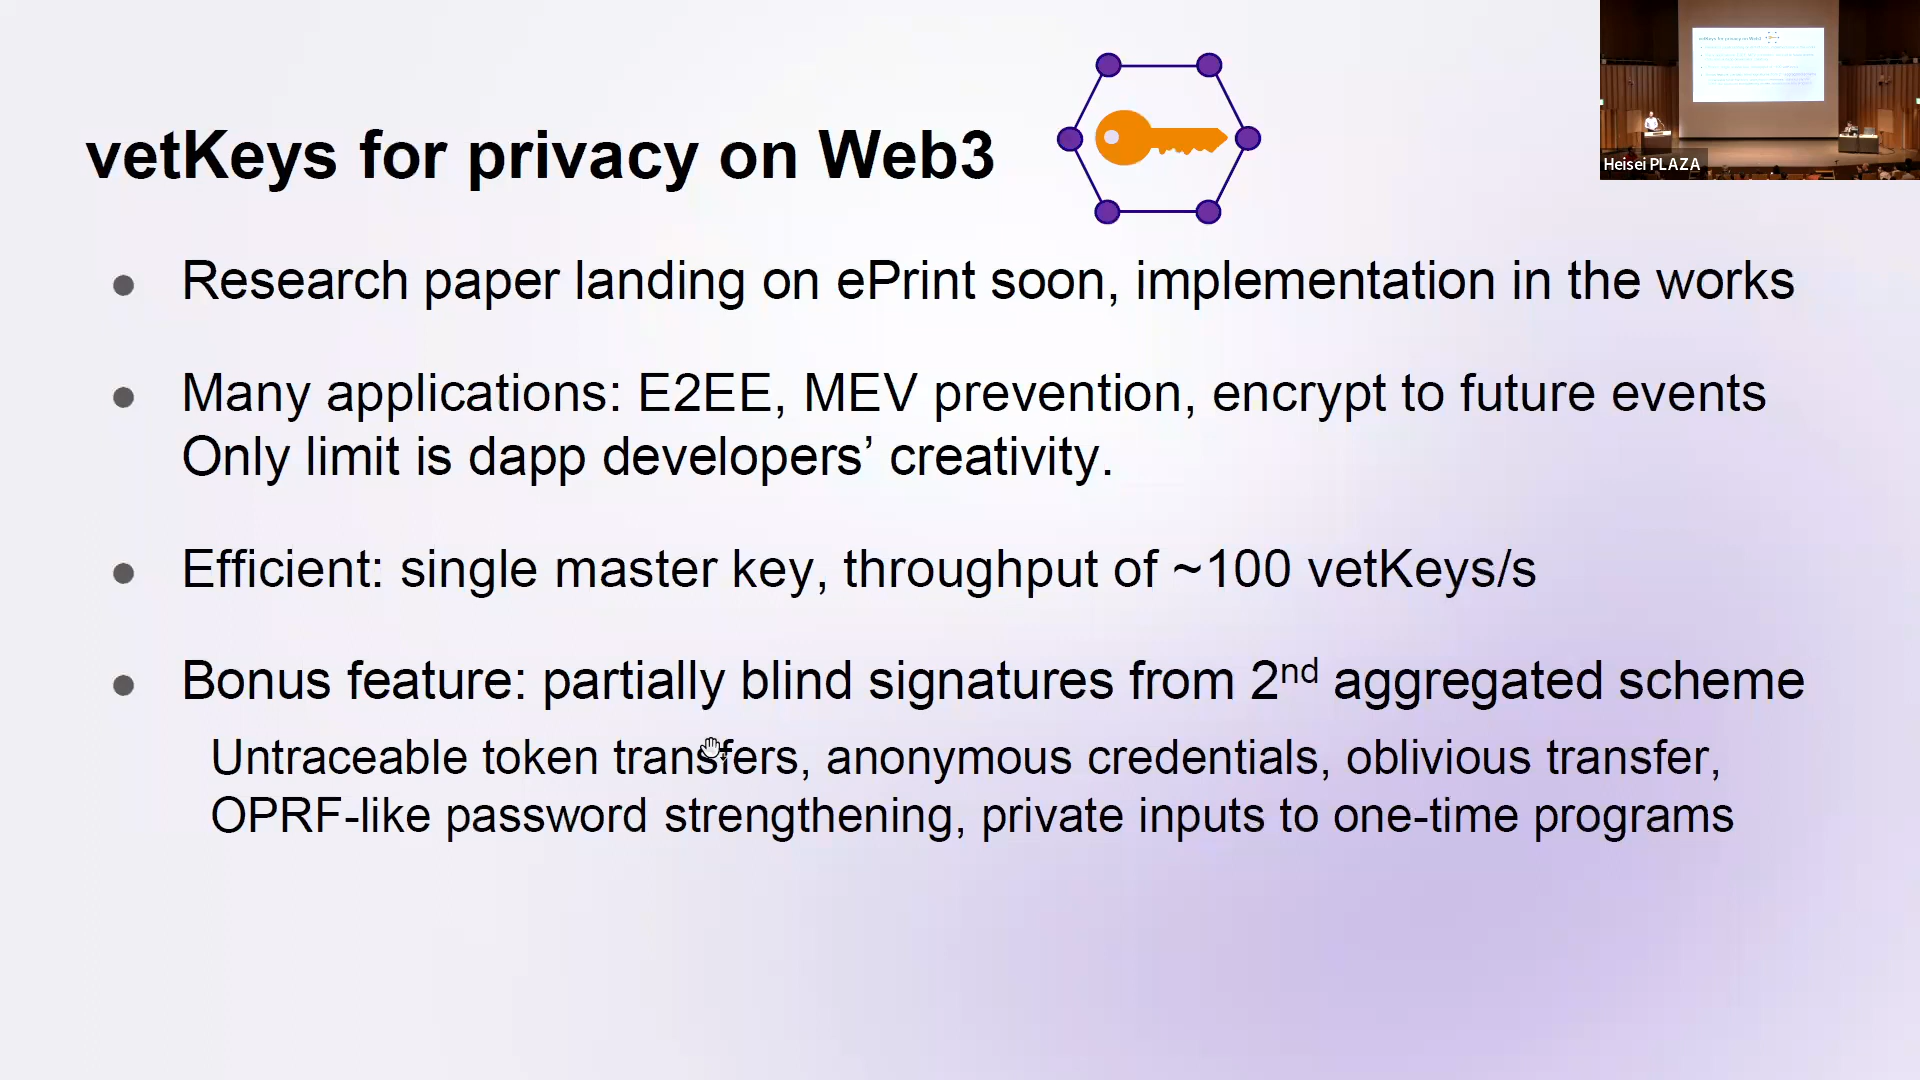 vetKeys for privacy on Web3
Heisei PLAZA
Research paper landing on ePrint soon, implementation in the works
Many applications: E2EE, MEV prevention, encrypt to future events
Only limit is dapp developers’ creativity.
Efficient: single master key, throughput of ~100 vetKeys/s
Bonus feature: partially blind signatures from 2nd aggregated scheme
Untraceable token transfers, anonymous credentials, oblivious transfer,
OPRF-like password strengthening, private inputs to one-time programs